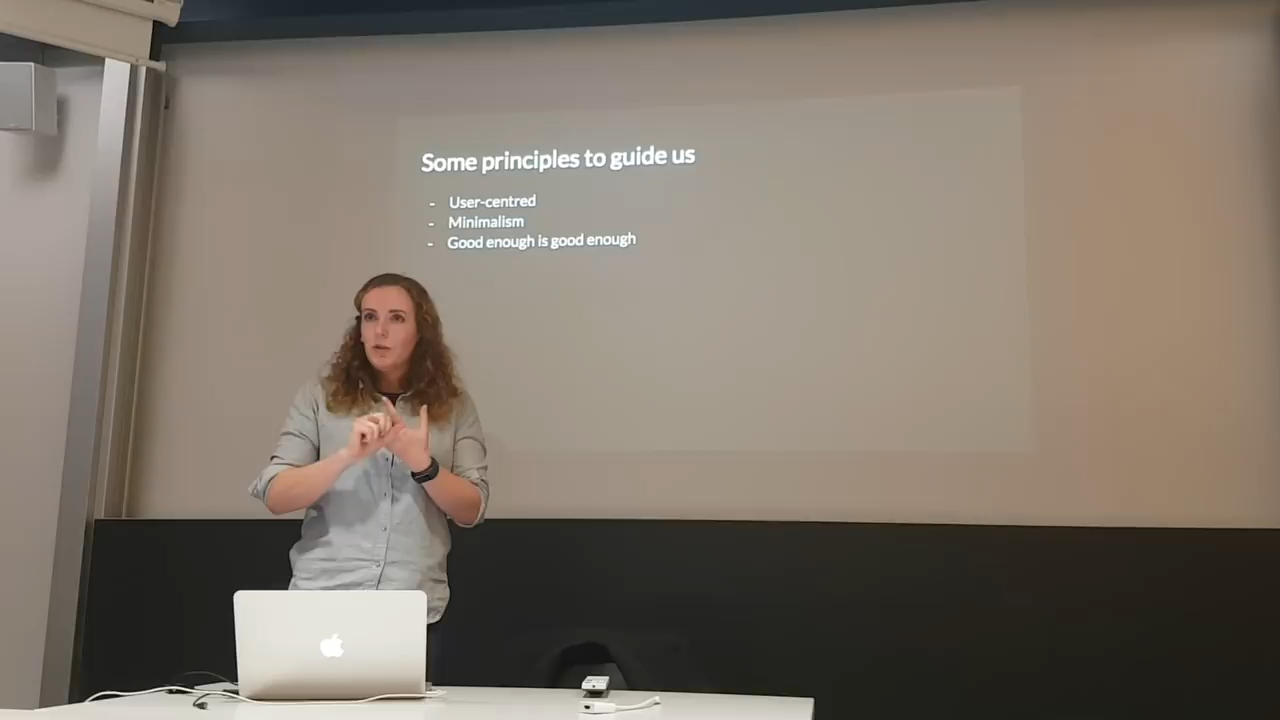 Some principles to guide us
- User-centred
- Minimalism
- Good enough is good enough